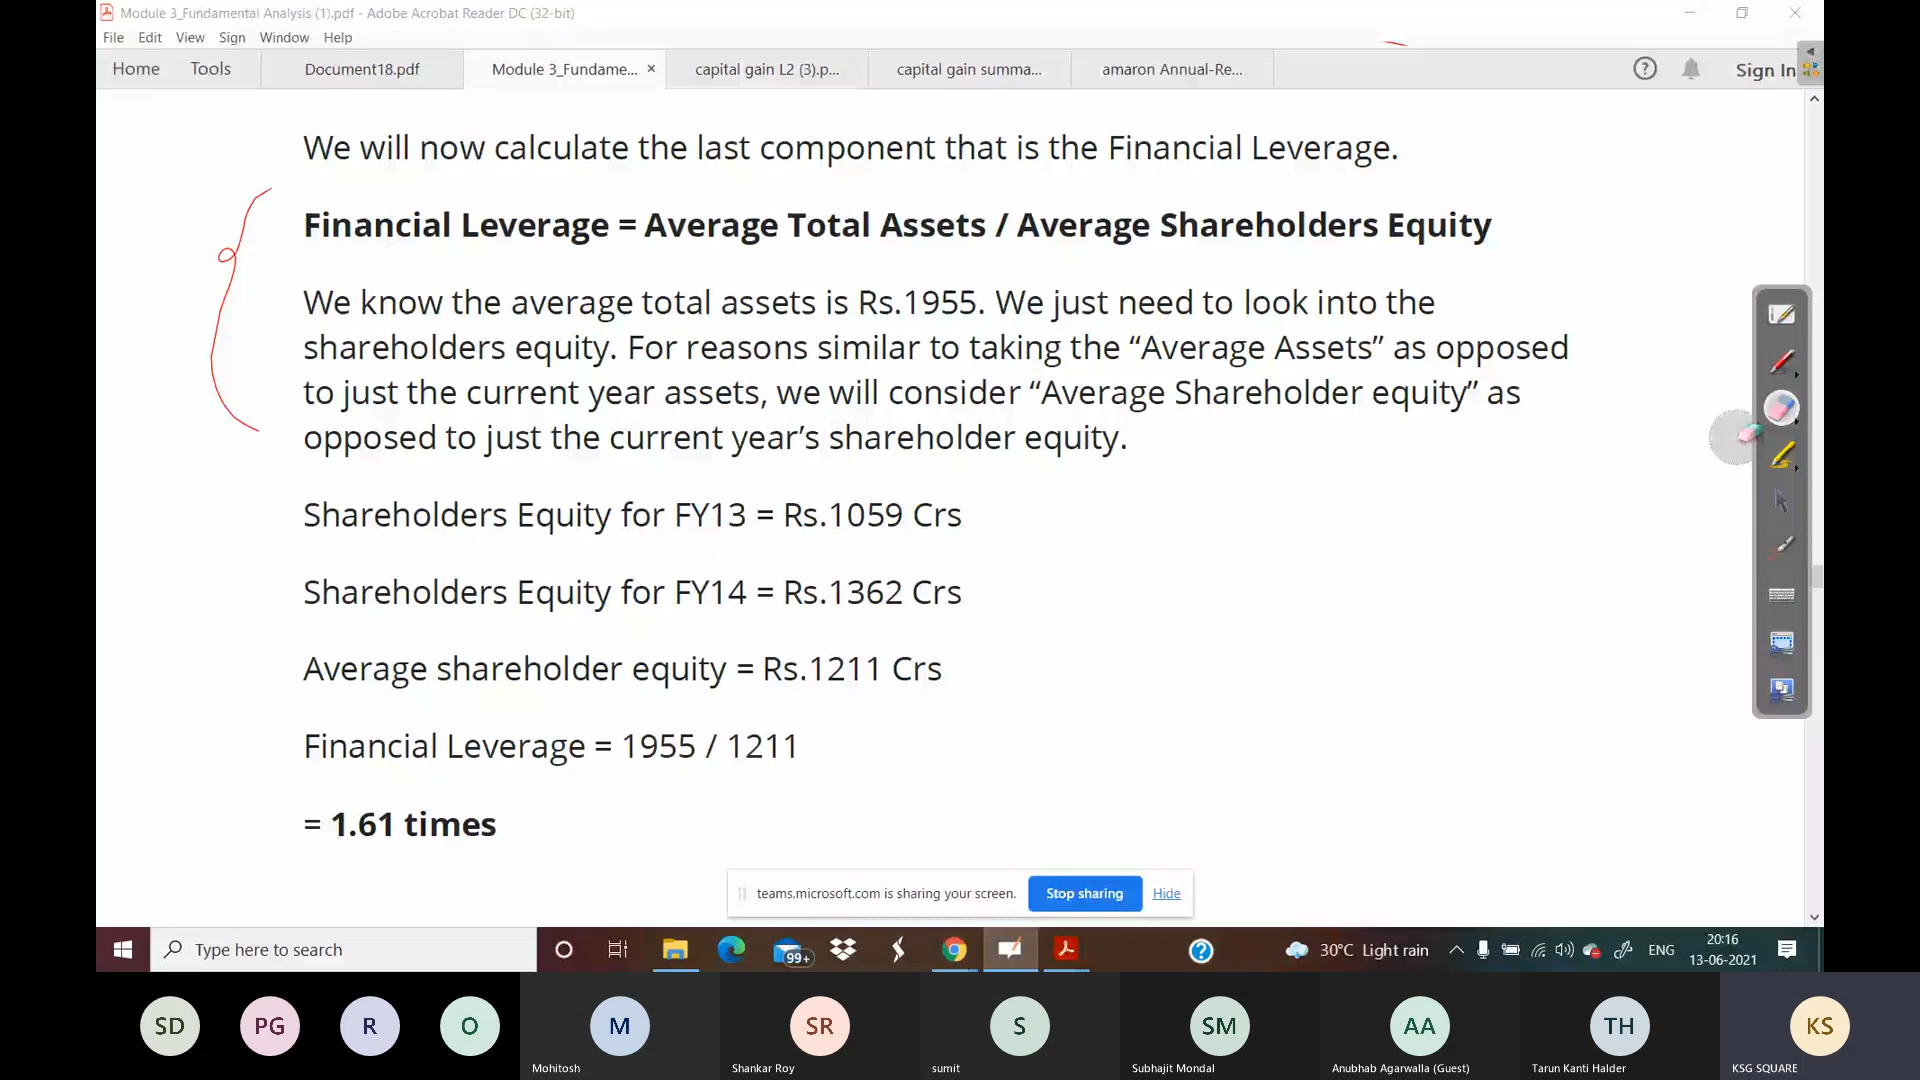 Module 3_Fundamental Analysis (1).pdf - Adobe Acrobat Reader DC (32-bit)
File Edit View Sign Window Help
Home Tools Document18.pdf Module 3_Fundame... × capital gain L2 (3).p... capital gain summa... amaron Annual-Re... Sign In
We will now calculate the last component that is the Financial Leverage.
Financial Leverage = Average Total Assets / Average Shareholders Equity
We know the average total assets is Rs.1955. We just need to look into the
shareholders equity. For reasons similar to taking the “Average Assets” as opposed
to just the current year assets, we will consider “Average Shareholder equity” as
opposed to just the current year’s shareholder equity.
Shareholders Equity for FY13 = Rs.1059 Crs
Shareholders Equity for FY14 = Rs.1362 Crs
Average shareholder equity = Rs.1211 Crs
Financial Leverage = 1955 / 1211
= 1.61 times
teams.microsoft.com is sharing your screen. Stop sharing Hide
Type here to search 99+ 30°C Light rain ENG 20:16
13-06-2021
SD PG R O M SR S SM AA TH KS
Mohitosh Shankar Roy sumit Subhajit Mondal Anubhab Agarwalla (Guest) Tarun Kanti Halder KSG SQUARE